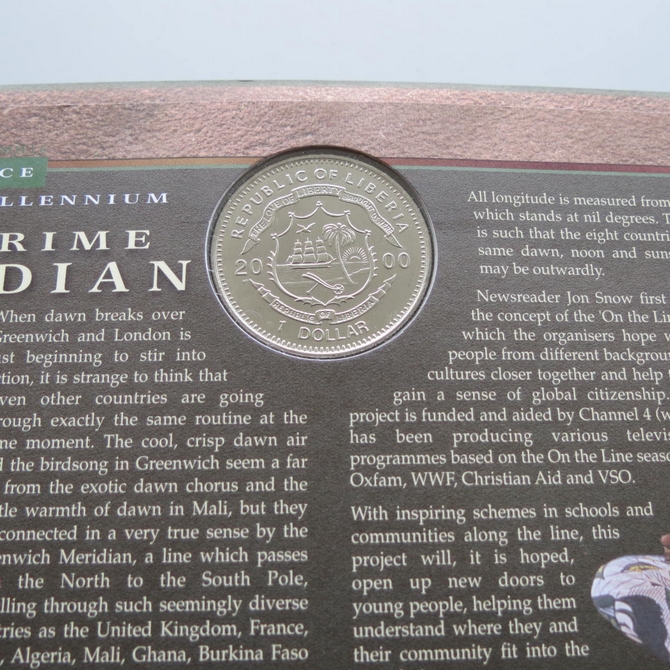 CE
LLENNIUM
RIME
DIAN
When dawn breaks over
Greenwich and London is
st beginning to stir into
tion, it is strange to think that
ven other countries are going
rough exactly the same routine at the
ne moment. The cool, crisp dawn air
d the birdsong in Greenwich seem a far
from the exotic dawn chorus and the
tle warmth of dawn in Mali, but they
connected in a very true sense by the
enwich Meridian, a line which passes
the North to the South Pole,
lling through such seemingly diverse
tries as the United Kingdom, France,
, Algeria, Mali, Ghana, Burkina Faso
REPUBLIC OF LIBERIA
THE LOVE OF LIBERTY
2000
REPUBLIC OF LIBERIA
1 DOLLAR
All longitude is measured from
which stands at nil degrees.
is such that the eight countri
same dawn, noon and suns
may be outwardly.
Newsreader Jon Snow first
the concept of the 'On the Lin
which the organisers hope w
people from different backgroun
cultures closer together and help t
gain a sense of global citizenship.
project is funded and aided by Channel 4 (w
has been producing various televis
programmes based on the On the Line seaso
Oxfam, WWF, Christian Aid and VSO.
With inspiring schemes in schools and
communities along the line, this
project will, it is hoped,
open up new doors to
young people, helping them
understand where they and
their community fit into the